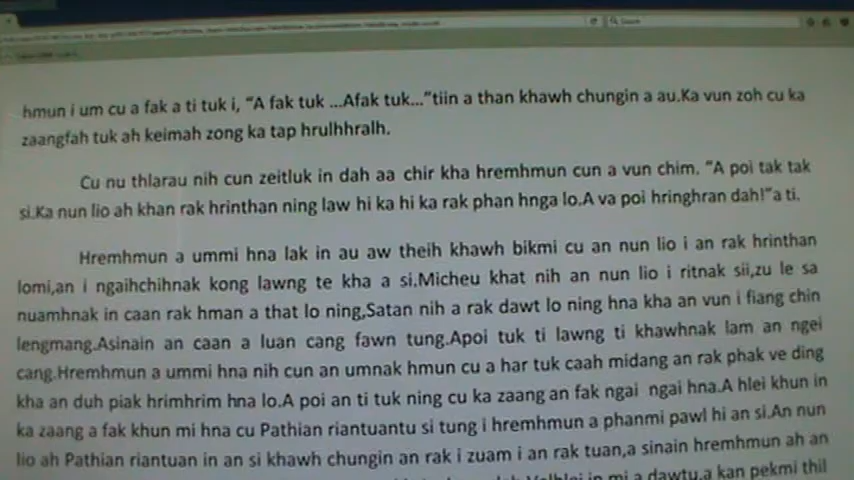 hmun i um cu a fak a ti tuk i, “A fak tuk ...Afak tuk...”tiin a than khawh chungin a au.Ka vun zoh cu ka
zaangfah tuk ah keimah zong ka tap hrulhhralh.
Cu nu thlarau nih cun zeitluk in dah aa chir kha hremhmun cun a vun chim. “A poi tak tak
si.Ka nun lio ah khan rak hrinthan ning law hi ka hi ka rak phan hnga lo.A va poi hringhran dah!”a ti.
Hremhmun a ummi hna lak in au aw theih khawh bikmi cu an nun lio i an rak hrinthan
lomi,an i ngaihchihnak kong lawng te kha a si.Micheu khat nih an nun lio i ritnak sii,zu le sa
nuamhnak in caan rak hman a that lo ning,Satan nih a rak dawt lo ning hna kha an vun i fiang chin
lengmang.Asinain an caan a luan cang fawn tung.Apoi tuk ti lawng ti khawhnak lam an ngei
cang.Hremhmun a ummi hna nih cun an umnak hmun cu a har tuk caah midang an rak phak ve ding
kha an duh piak hrimhrim hna lo.A poi an ti tuk ning cu ka zaang an fak ngai ngai hna.A hlei khun in
ka zaang a fak khun mi hna cu Pathian riantuantu si tung i hremhmun a phanmi pawl hi an si.An nun
lio ah Pathian riantuan in an si khawh chungin an rak i zuam i an rak tuan,a sinain hremhmun ah an
in mi a dawtu,a kan pekmi thil